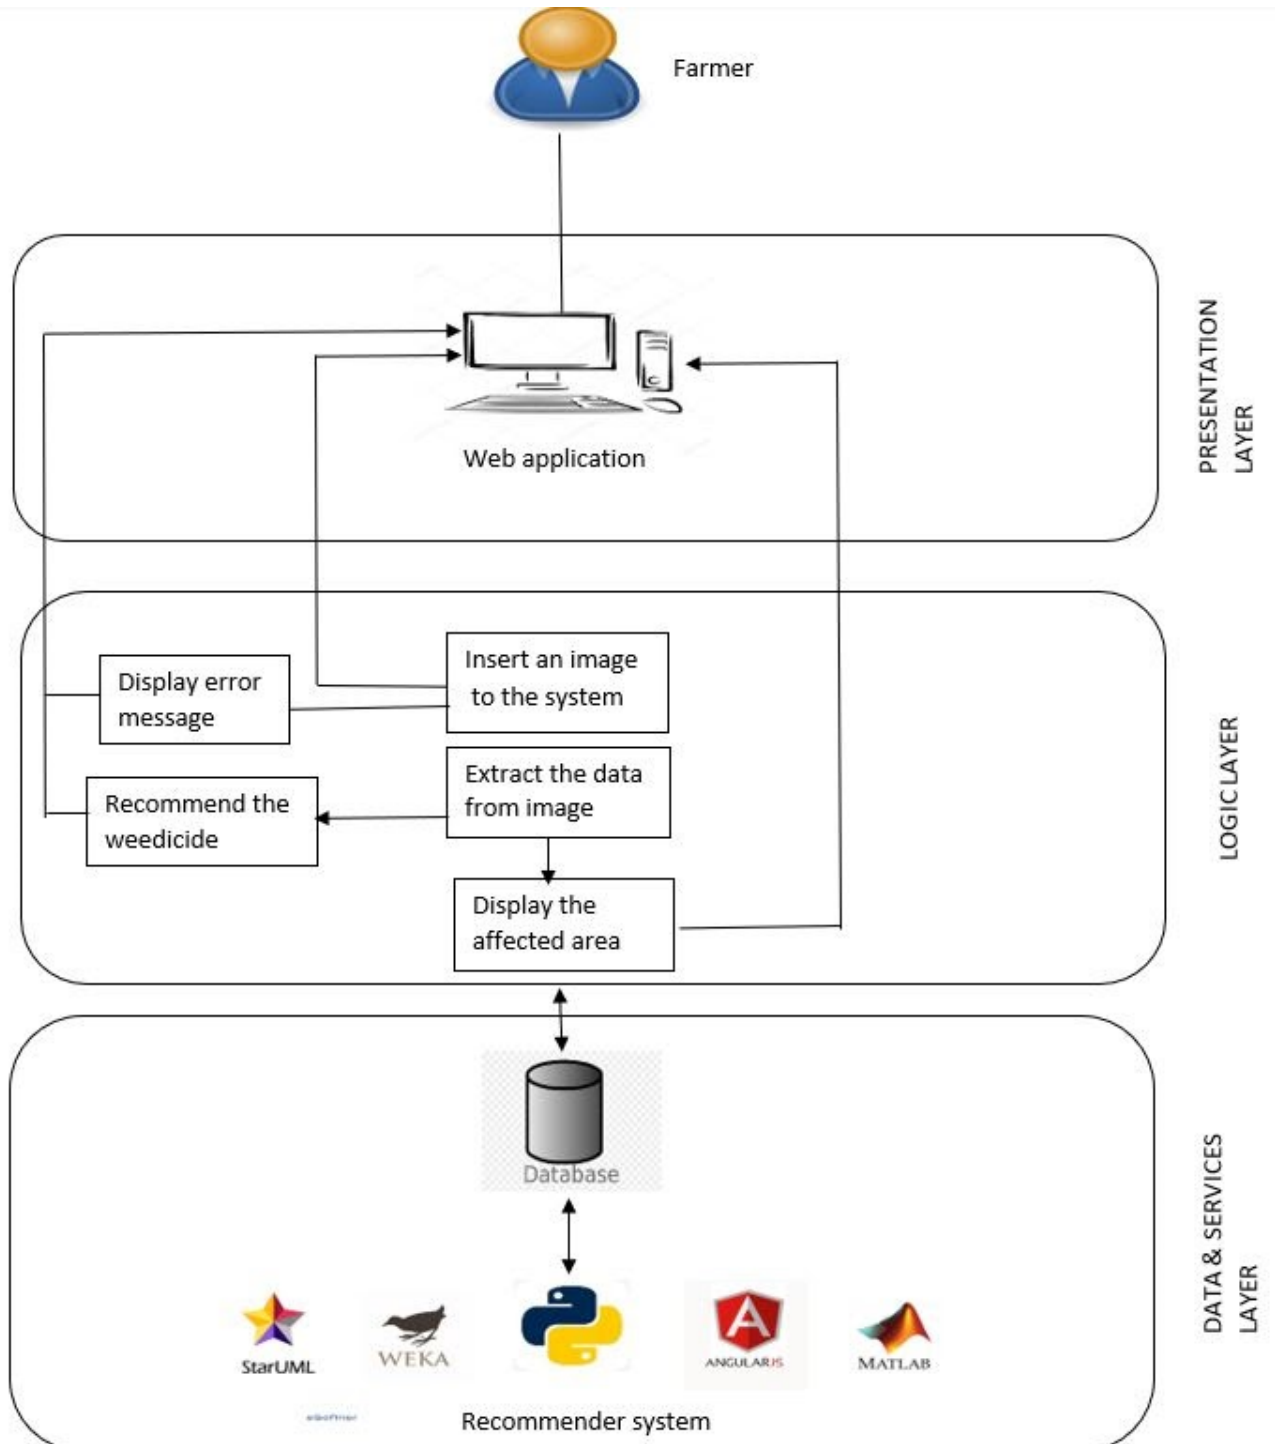 Farmer
Web application
PRESENTATION
LAYER
Insert an image
to the system
Display error
message
Extract the data
from image
Recommend the
weedicide
Display the
affected area
LOGIC LAYER
Database
DATA & SERVICES
LAYER
StarUML
WEKA
A
ANGULARJS
MATLAB
Recommender system